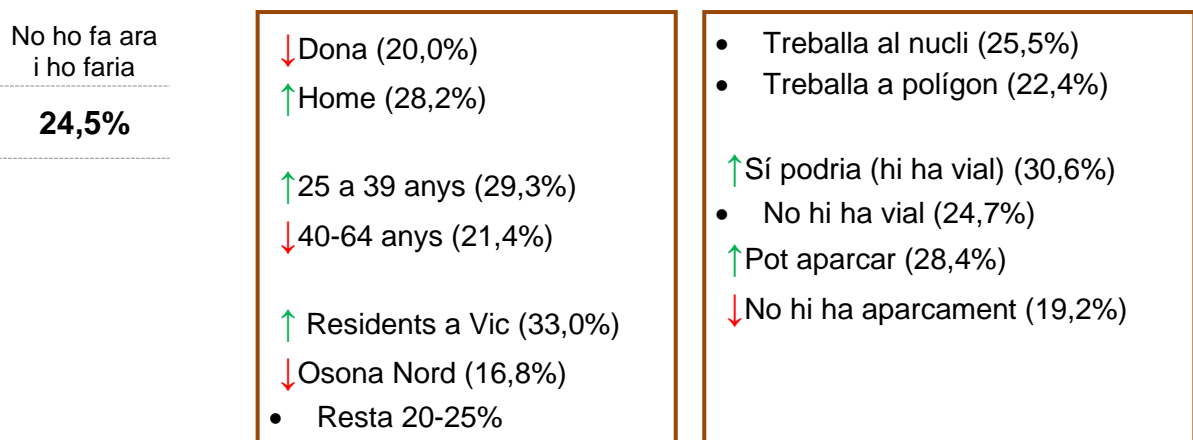 No ho fa ara
i ho faria
24,5%
↓Dona (20,0%)
↑Home (28,2%)
↑25 a 39 anys (29,3%)
↓40-64 anys (21,4%)
↑ Residents a Vic (33,0%)
↓Osona Nord (16,8%)
• Resta 20-25%
• Treballa al nucli (25,5%)
• Treballa a polígon (22,4%)
↑Sí podria (hi ha vial) (30,6%)
• No hi ha vial (24,7%)
↑Pot aparcar (28,4%)
↓No hi ha aparcament (19,2%)